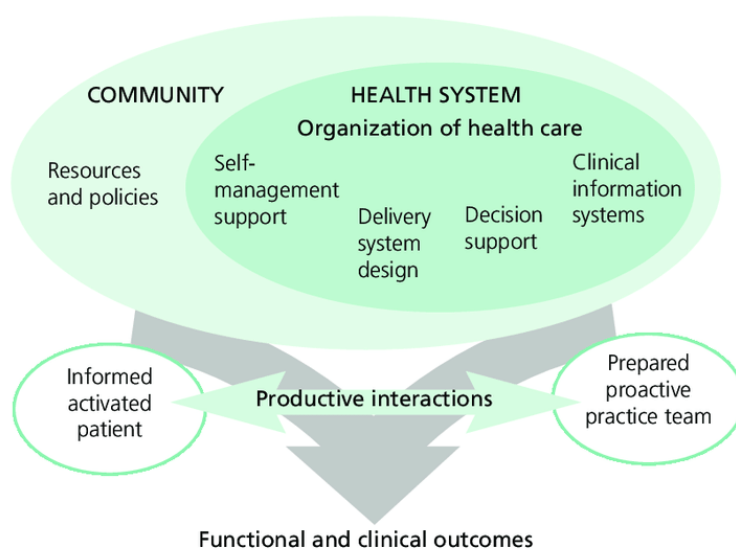 COMMUNITY
HEALTH SYSTEM
Organization of health care
Resources
and policies
Self-
management
support
Delivery
system
design
Decision
support
Clinical
information
systems
Informed
activated
patient
Productive interactions
Prepared
proactive
practice team
Functional and clinical outcomes